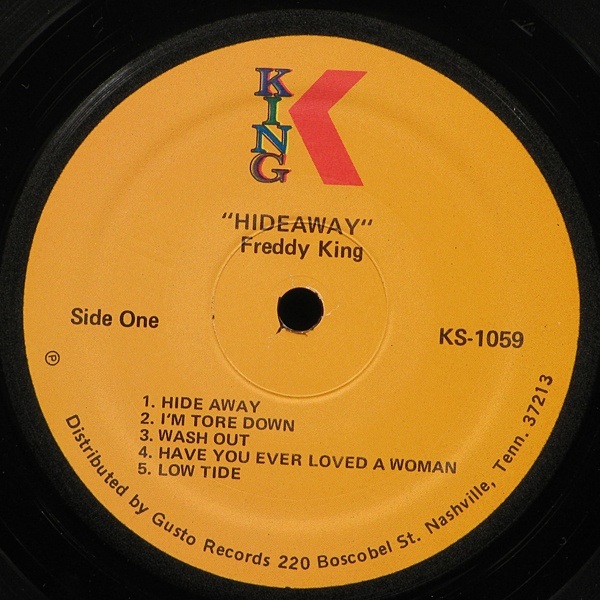 KING
"HIDEAWAY"
Freddy King
Side One
KS-1059
℗
1. HIDE AWAY
2. I'M TORE DOWN
3. WASH OUT
4. HAVE YOU EVER LOVED A WOMAN
5. LOW TIDE
Distributed by Gusto Records 220 Boscobel St. Nashville, Tenn. 37213